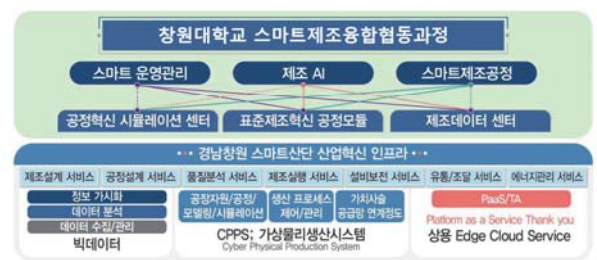 창원대학교 스마트제조융합협동과정
스마트 운영관리
제조 AI
스마트제조공정
공정혁신 시뮬레이션 센터
표준제조혁신 공정모듈
제조데이터 센터
경남창원 스마트산단 산업혁신 인프라
제조설계 서비스
공정설계 서비스
품질분석 서비스
제조실행 서비스
설비보전 서비스
유통/조달 서비스
에너지관리 서비스
정보 가시화
데이터 분석
데이터 수집/관리
빅데이터
공장자원/공정/
모델링/시뮬레이션
생산 프로세스
제어/관리
가치사슬
공급망 연계정도
CPPS; 가상물리생산시스템
Cyber Physical Production System
PaaS/TA
Platform as a Service Thank you
상용 Edge Cloud Service